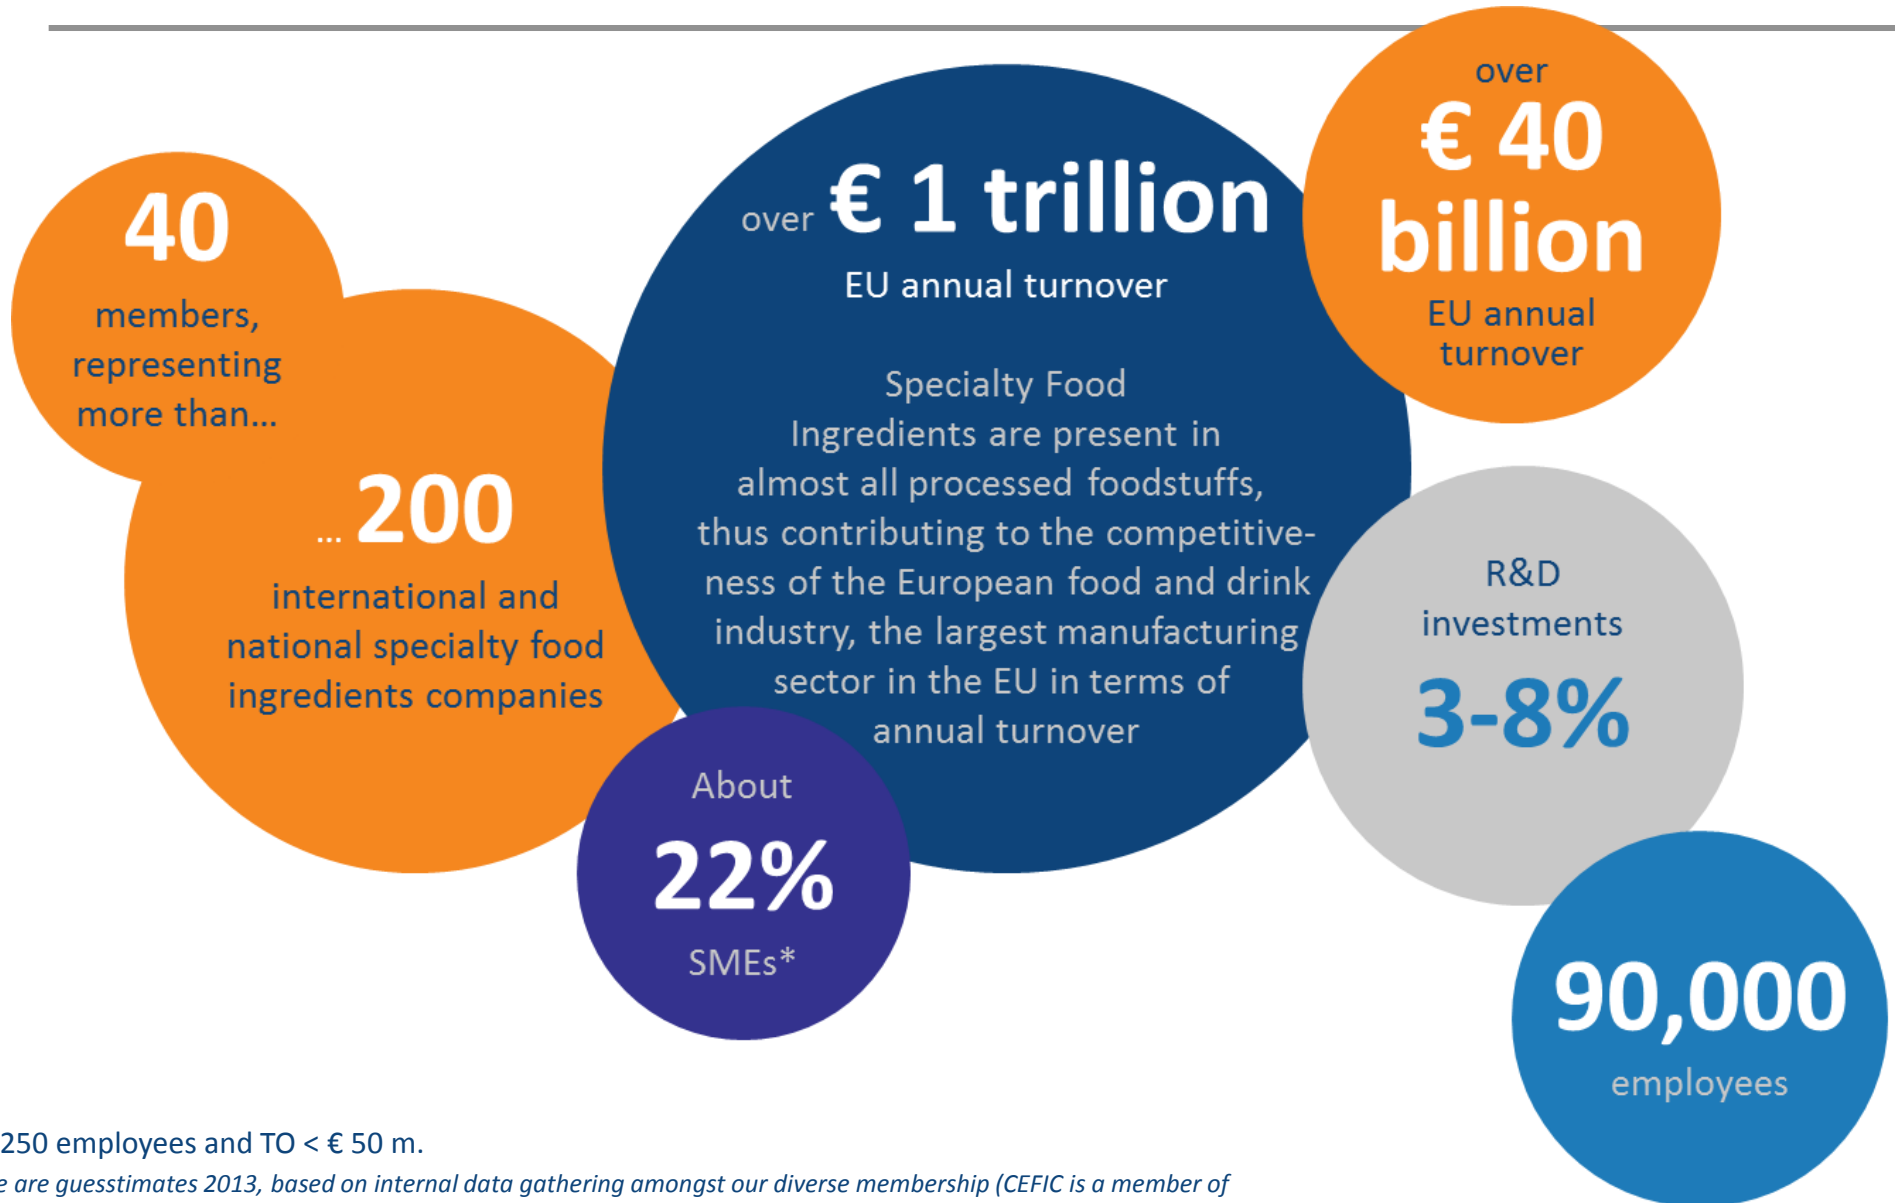 40
members,
representing
more than...
... 200
international and
national specialty food
ingredients companies
over € 1 trillion
EU annual turnover
Specialty Food
Ingredients are present in
almost all processed foodstuffs,
thus contributing to the competitive-
ness of the European food and drink
industry, the largest manufacturing
sector in the EU in terms of
annual turnover
About
22%
SMEs*
over
€ 40
billion
EU annual
turnover
R&D
investments
3-8%
90,000
employees
250 employees and TO < € 50 m.
are guesstimates 2013, based on internal data gathering amongst our diverse membership (CEFIC is a member of